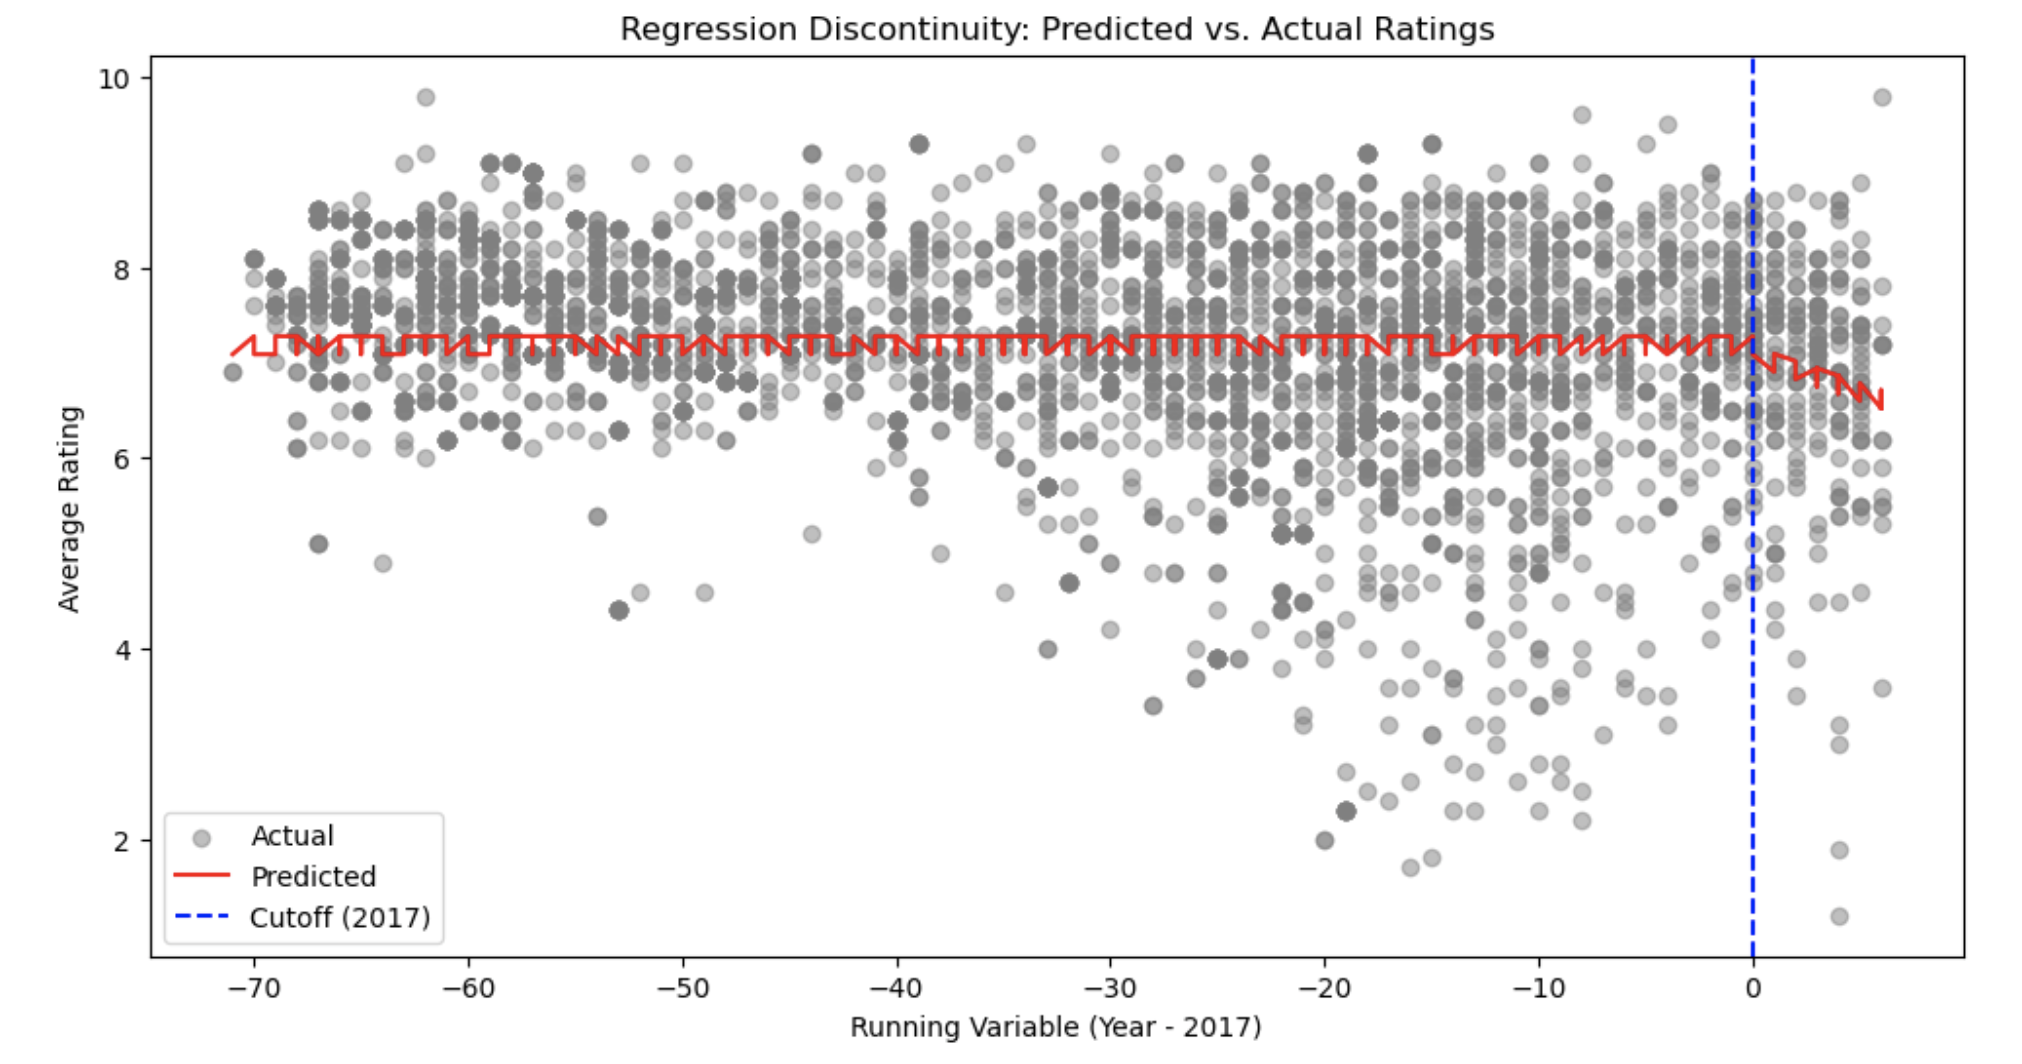 Regression Discontinuity: Predicted vs. Actual Ratings
10
8
6
4
2
Average Rating
Actual
Predicted
Cutoff (2017)
−70 −60 −50 −40 −30 −20 −10 0
Running Variable (Year - 2017)